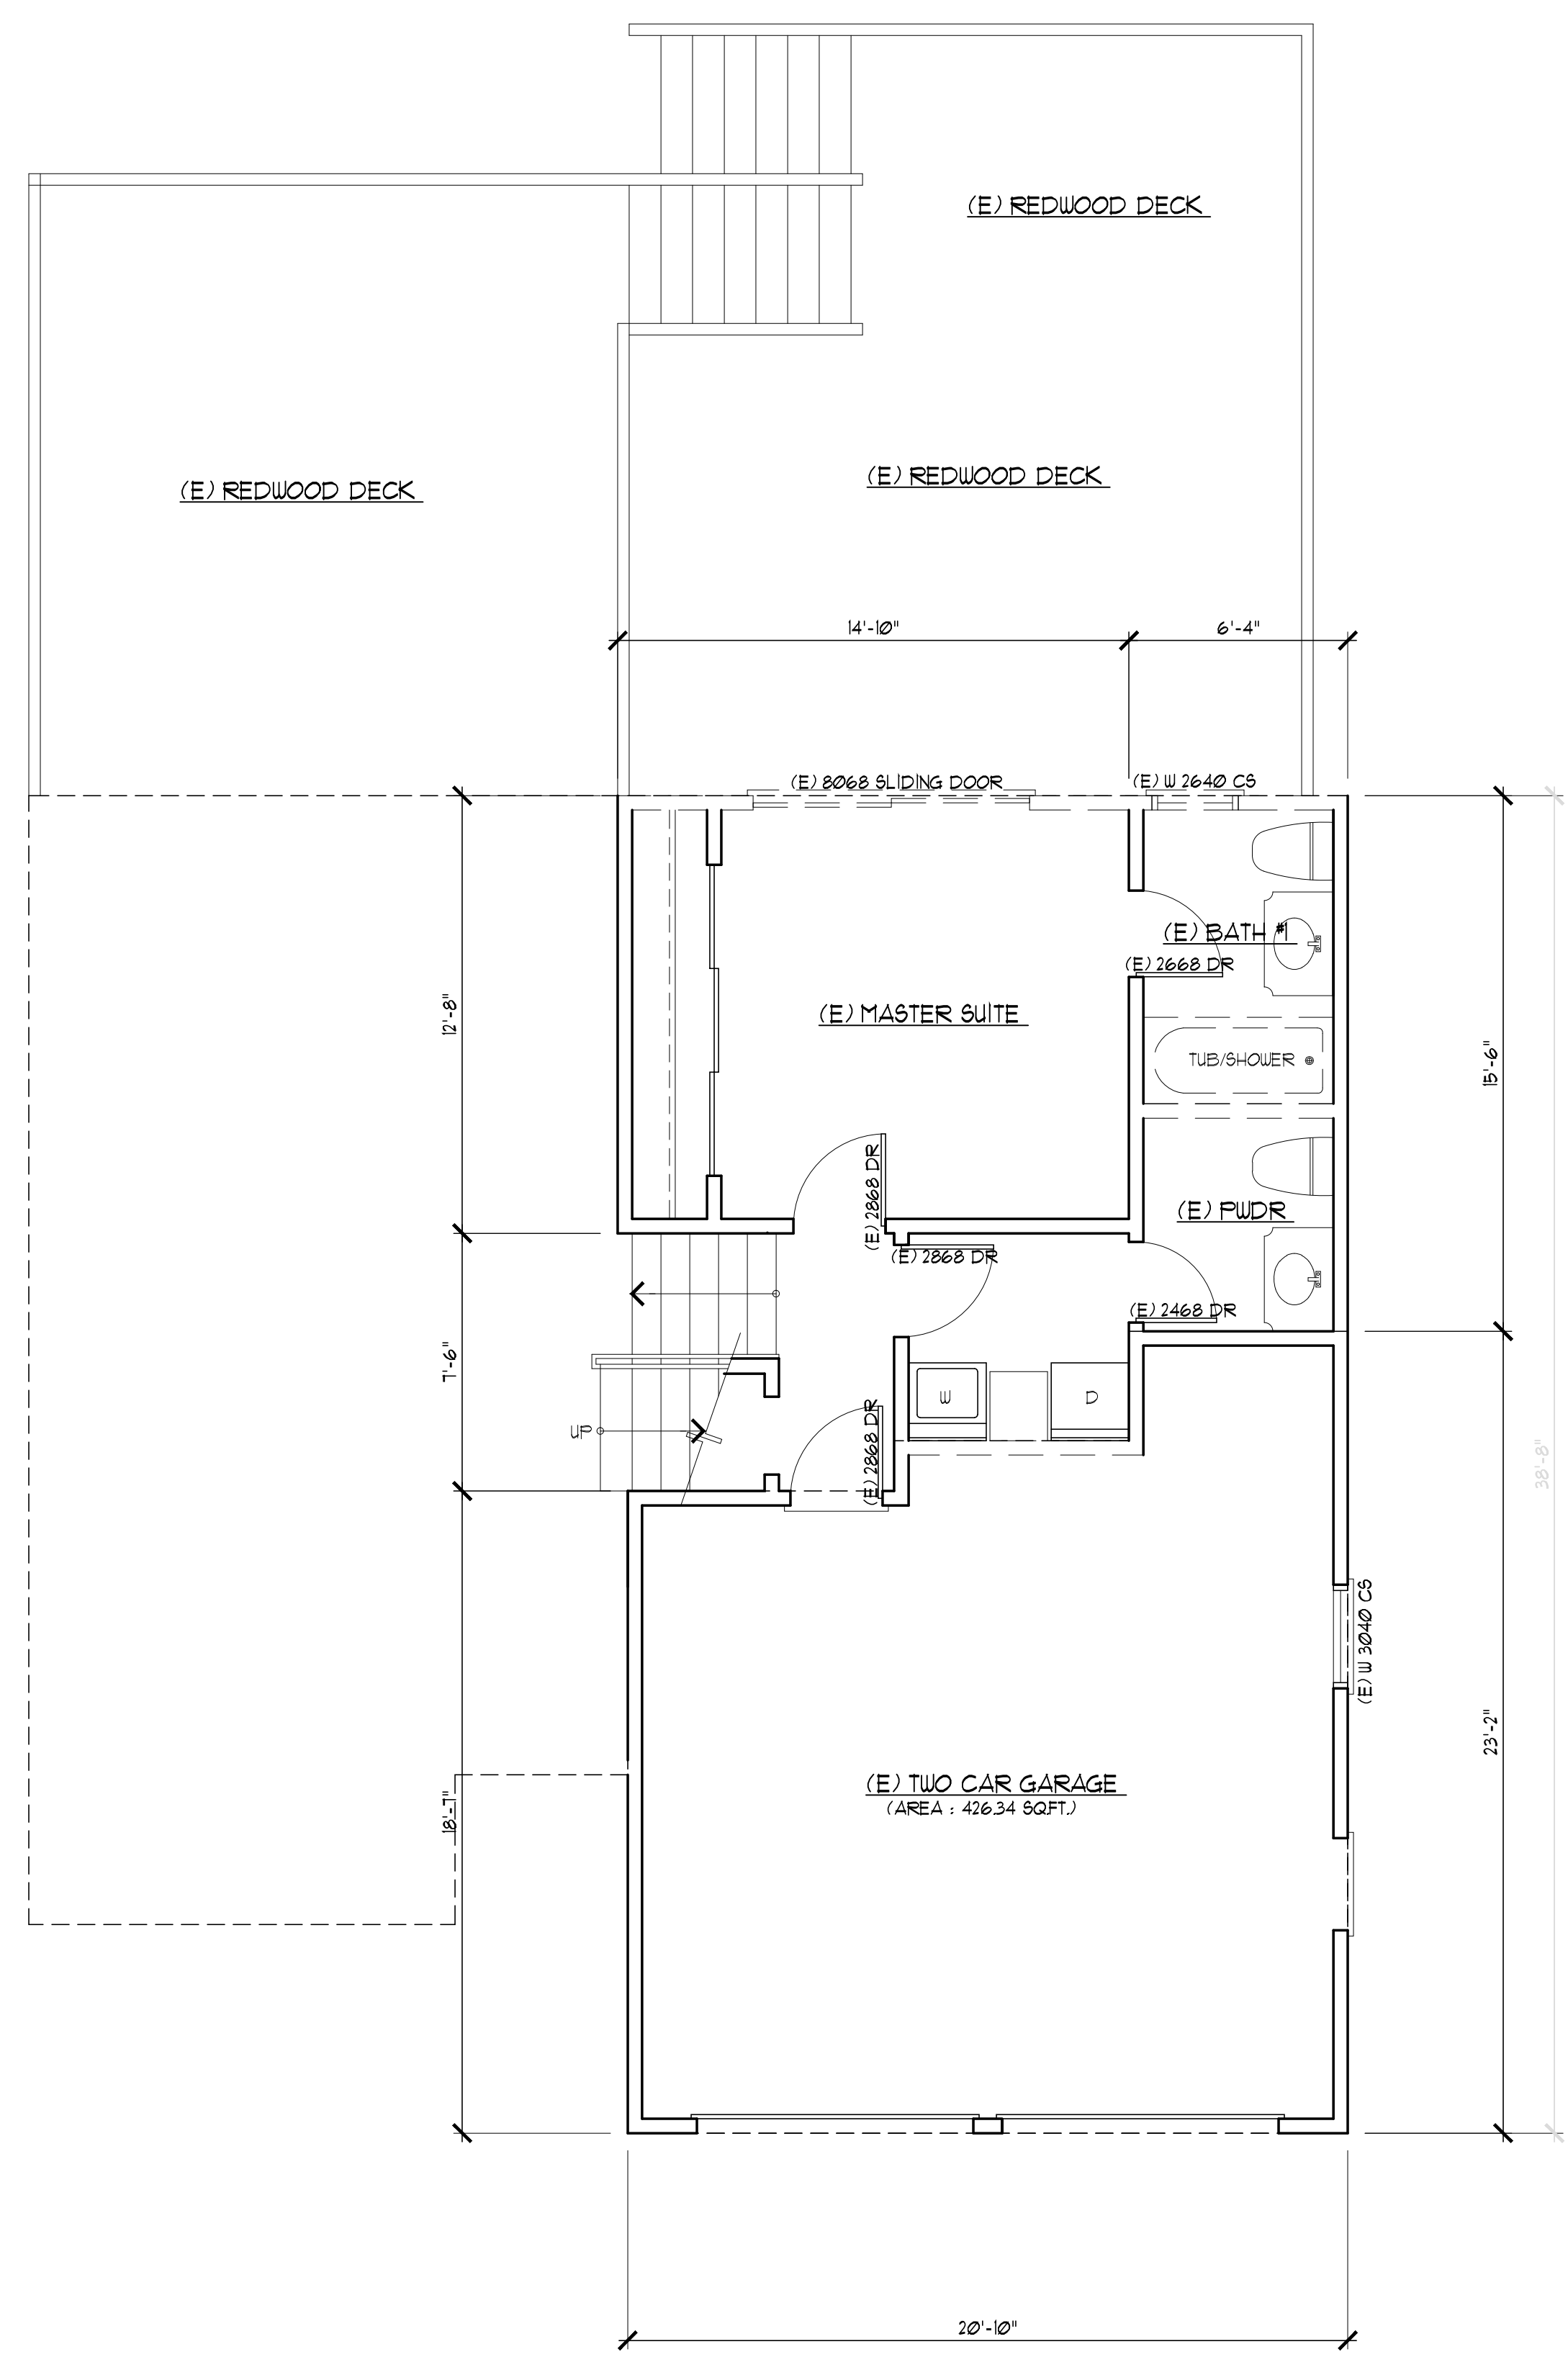 (E) REDWOOD DECK
(E) REDWOOD DECK
(E) REDWOOD DECK
14'-10"
6'-4"
(E) 8068 SLIDING DOOR
(E) W 2640 CS
(E) BATH #1
(E) 2668 DR
12'-8"
(E) MASTER SUITE
TUB/SHOWER
15'-6"
(E) 2868 DR
(E) PWDR
(E) 2868 DR
(E) 2468 DR
7'-6"
W
D
UP
(E) 2868 DR
38'-8"
(E) W 3040 CS
23'-2"
(E) TWO CAR GARAGE
(AREA : 426.34 SQ.FT.)
18'-7"
20'-10"